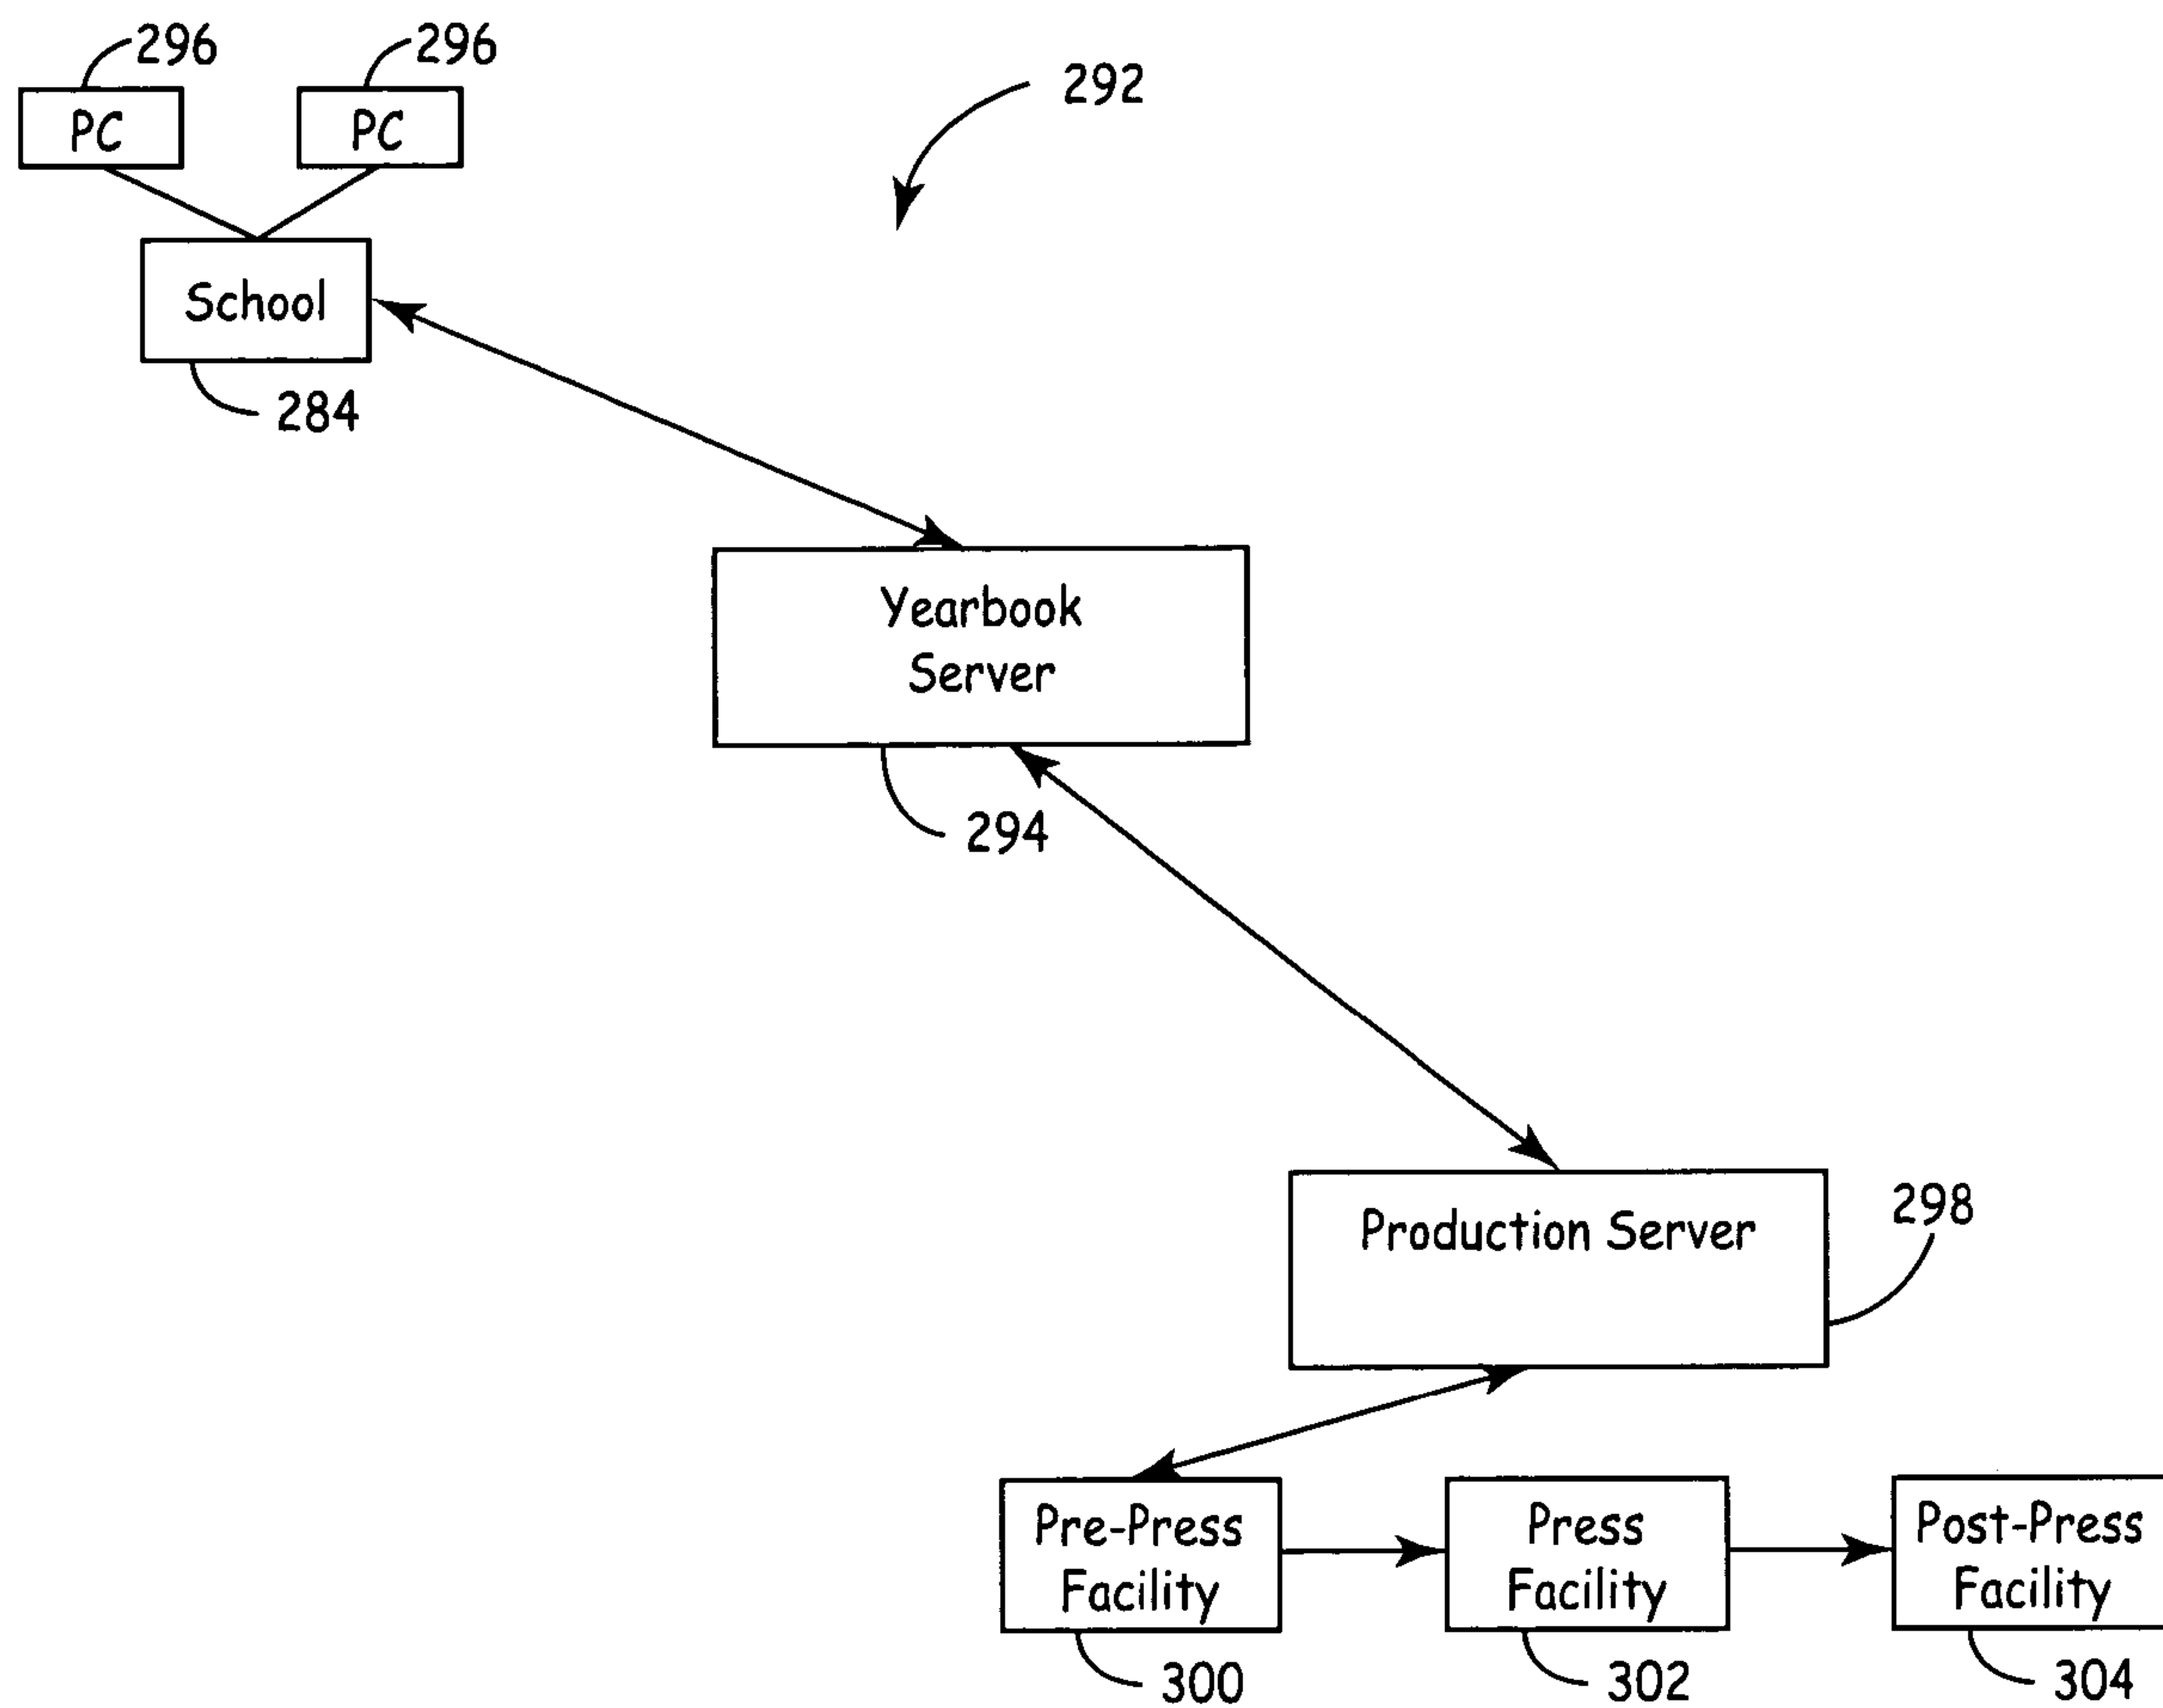 296
296
292
PC
PC
School
284
Yearbook
Server
294
298
Production Server
Pre-Press
Facility
Press
Facility
Post-Press
Facility
300
302
304